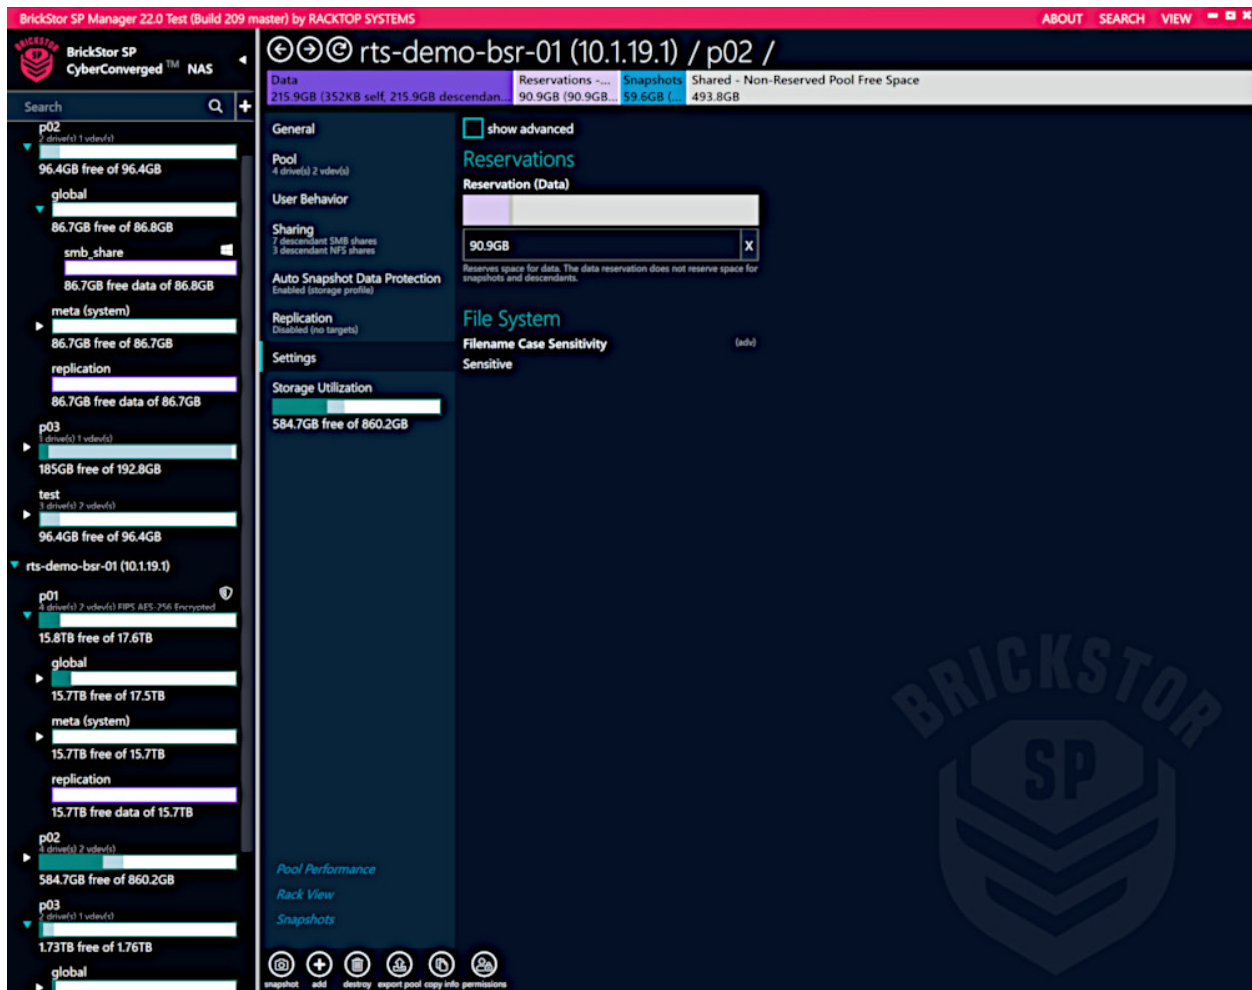 BrickStor SP Manager 22.0 Test (Build 209 master) by RACKTOP SYSTEMS
ABOUT SEARCH VIEW
BRICKSTOR
SP
BrickStor SP
CyberConverged TM NAS
Search
p02
2 drive(s) 1 vdev(s)
96.4GB free of 96.4GB
global
86.7GB free of 86.8GB
smb_share
86.7GB free data of 86.8GB
meta (system)
86.7GB free of 86.7GB
replication
86.7GB free data of 86.7GB
p03
1 drive(s) 1 vdev(s)
185GB free of 192.8GB
test
3 drive(s) 2 vdev(s)
96.4GB free of 96.4GB
rts-demo-bsr-01 (10.1.19.1)
p01
4 drive(s) 2 vdev(s) FIPS AES-256 Encrypted
15.8TB free of 17.6TB
global
15.7TB free of 17.5TB
meta (system)
15.7TB free of 15.7TB
replication
15.7TB free data of 15.7TB
p02
4 drive(s) 2 vdev(s)
584.7GB free of 860.2GB
p03
2 drive(s) 1 vdev(s)
1.73TB free of 1.76TB
global
rts-demo-bsr-01 (10.1.19.1) / p02 /
Data
215.9GB (352KB self, 215.9GB descendan...
Reservations -...
90.9GB (90.9GB...
Snapshots
59.6GB (...
Shared - Non-Reserved Pool Free Space
493.8GB
General
Pool
4 drive(s) 2 vdev(s)
User Behavior
Sharing
7 descendant SMB shares
3 descendant NFS shares
Auto Snapshot Data Protection
Enabled (storage profile)
Replication
Disabled (no targets)
Settings
Storage Utilization
584.7GB free of 860.2GB
Pool Performance
Rack View
Snapshots
show advanced
Reservations
Reservation (Data)
90.9GB
X
Reserves space for data. The data reservation does not reserve space for
snapshots and descendants.
File System
Filename Case Sensitivity (adv)
Sensitive
BRICKSTOR
SP
snapshot add destroy export pool copy info permissions